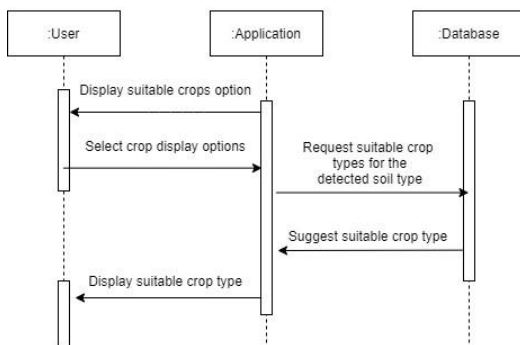 :User
:Application
:Database
Display suitable crops option
Select crop display options
Request suitable crop
types for the
detected soil type
Suggest suitable crop type
Display suitable crop type